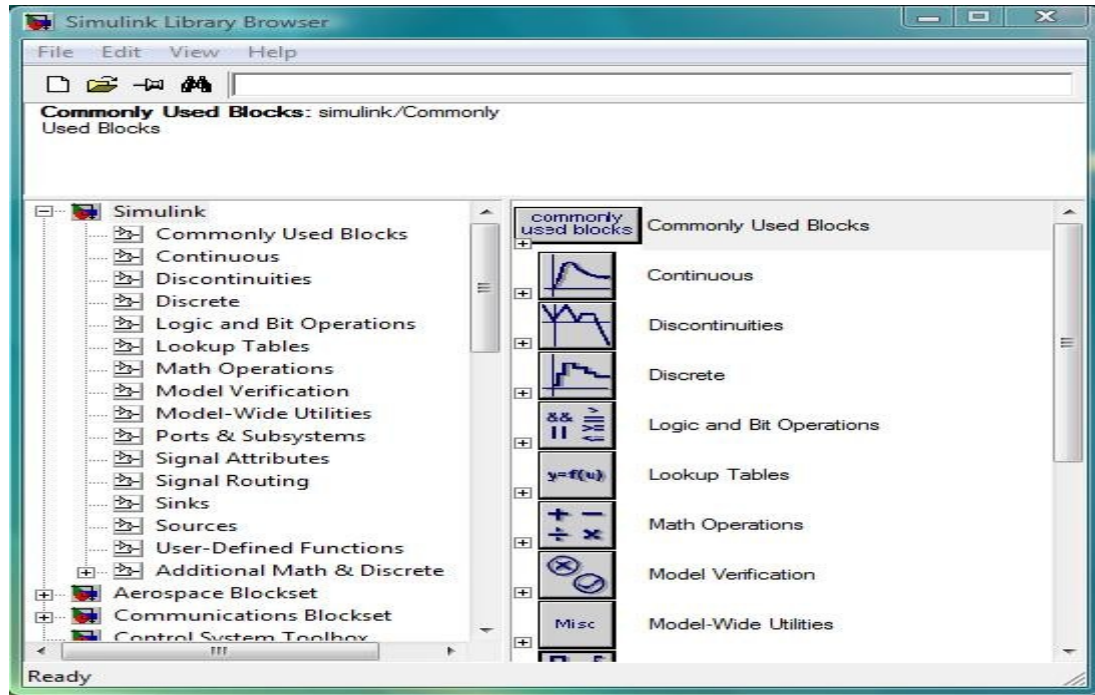 Simulink Library Browser
File Edit View Help
Commonly Used Blocks: simulink/Commonly
Used Blocks
Simulink
Commonly Used Blocks
Continuous
Discontinuities
Discrete
Logic and Bit Operations
Lookup Tables
Math Operations
Model Verification
Model-Wide Utilities
Ports & Subsystems
Signal Attributes
Signal Routing
Sinks
Sources
User-Defined Functions
Additional Math & Discrete
Aerospace Blockset
Communications Blockset
Control System Toolbox
commonly
used blocks
Commonly Used Blocks
Continuous
Discontinuities
Discrete
&& > 
|| >= <=
Logic and Bit Operations
y=f(u)
Lookup Tables
+ −
÷ ×
Math Operations
Model Verification
Misc
Model-Wide Utilities
Ready